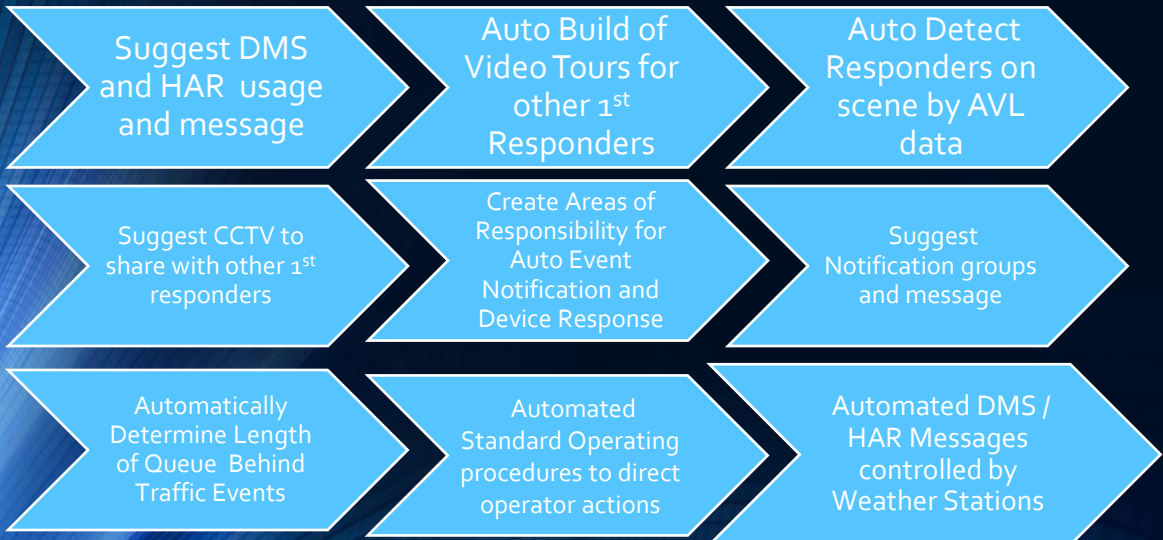 Suggest DMS
and HAR usage
and message
Auto Build of
Video Tours for
other 1st
Responders
Auto Detect
Responders on
scene by AVL
data
Suggest CCTV to
share with other 1st
responders
Create Areas of
Responsibility for
Auto Event
Notification and
Device Response
Suggest
Notification groups
and message
Automatically
Determine Length
of Queue Behind
Traffic Events
Automated
Standard Operating
procedures to direct
operator actions
Automated DMS /
HAR Messages
controlled by
Weather Stations